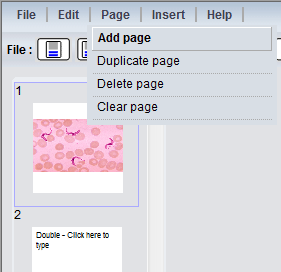 File | Edit | Page | Insert | Help |
File :
Add page
Duplicate page
Delete page
Clear page
1
2
Double - Click here to
type